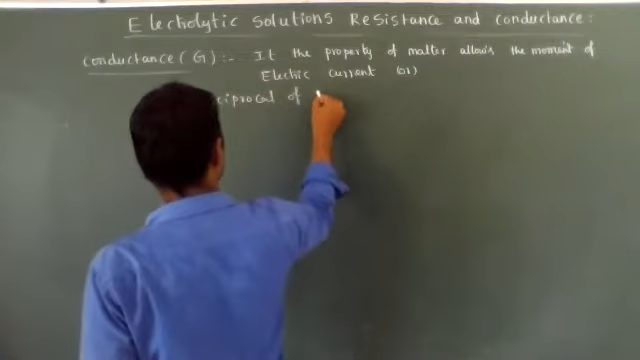 Electrolytic solutions Resistance and conductance:
conductance (G):- It the property of matter allows the moment of
Electric current (or)
ciprocal of